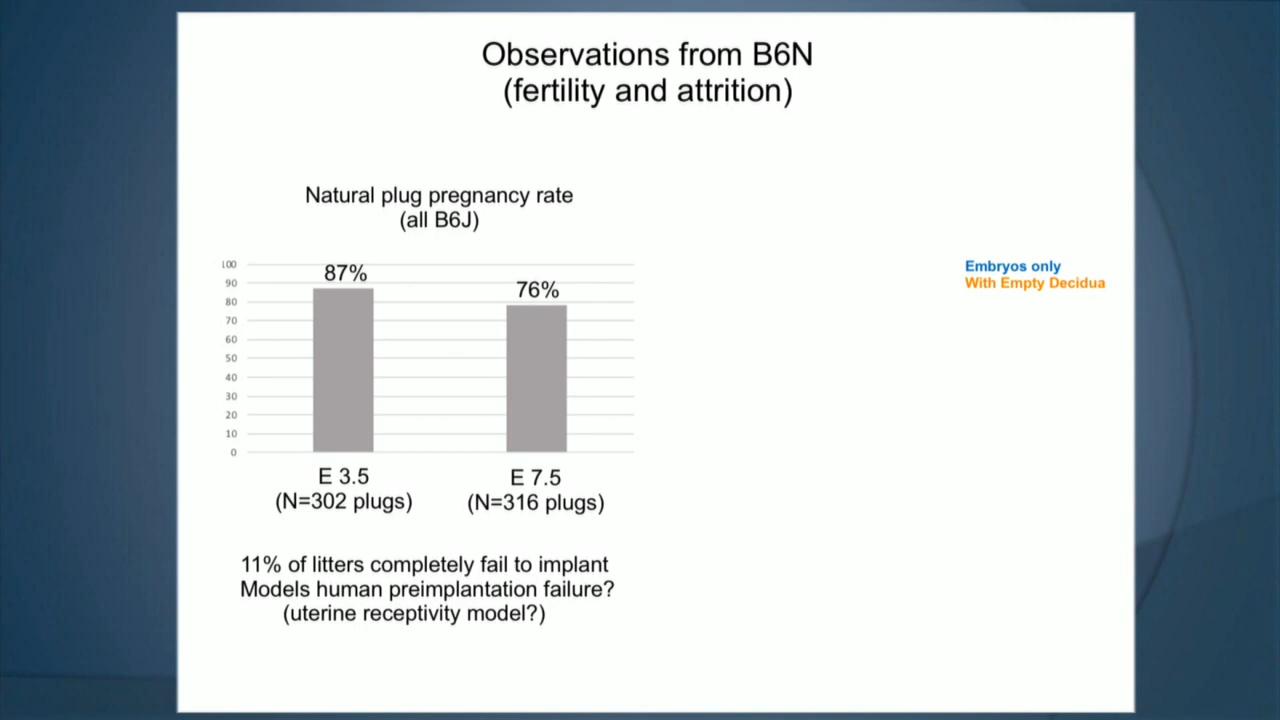 Observations from B6N
(fertility and attrition)
Natural plug pregnancy rate
(all B6J)
100
90
80
70
60
50
40
30
20
10
0
87%
76%
E 3.5
(N=302 plugs)
E 7.5
(N=316 plugs)
11% of litters completely fail to implant
Models human preimplantation failure?
(uterine receptivity model?)
Embryos only
With Empty Decidua